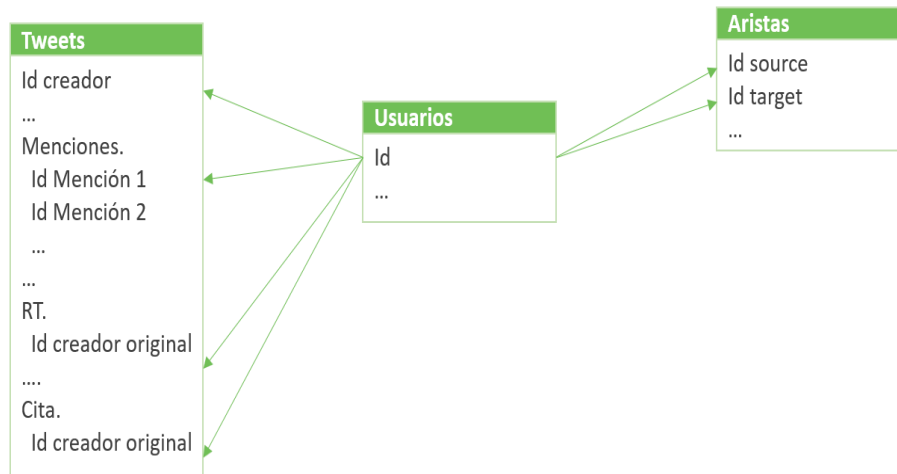 Tweets
Id creador
...
Menciones.
Id Mención 1
Id Mención 2
...
...
RT.
Id creador original
....
Cita.
Id creador original
Usuarios
Id
...
Aristas
Id source
Id target
...